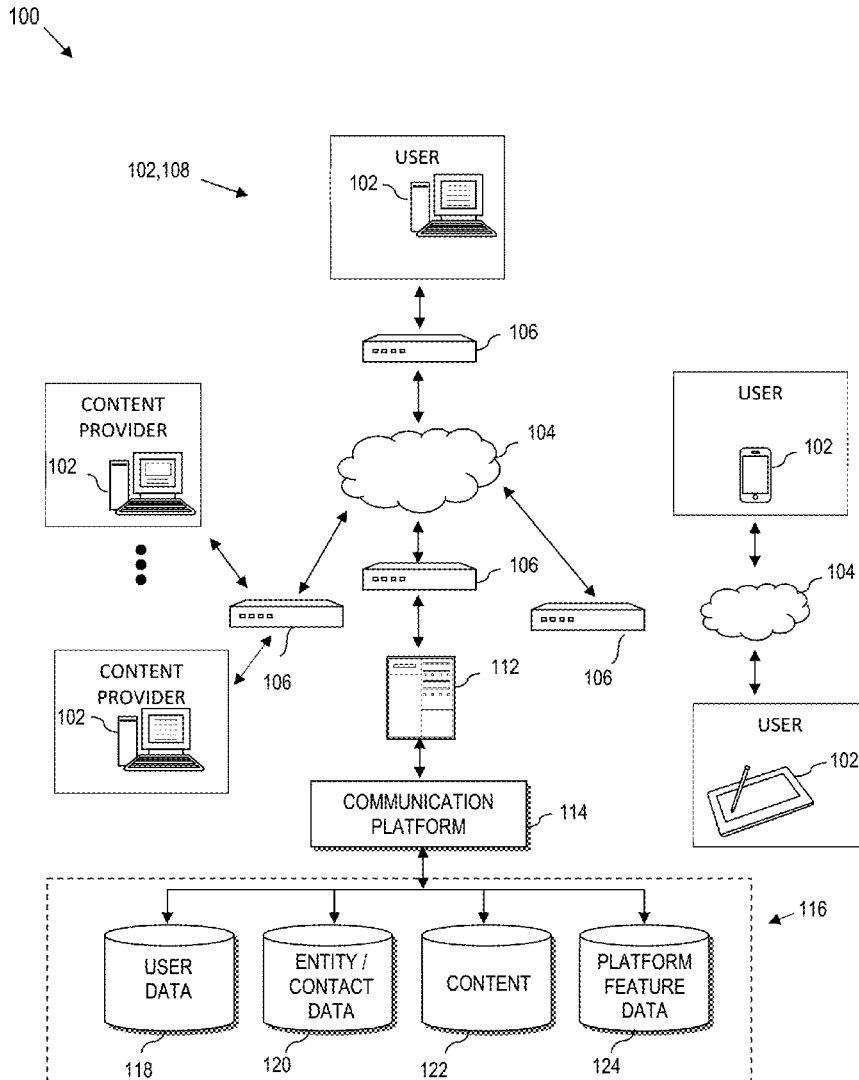 100
102,108
USER
102
106
CONTENT
PROVIDER
102
104
USER
102
106
104
106
106
CONTENT
PROVIDER
102
112
USER
102
COMMUNICATION
PLATFORM
114
116
USER
DATA
ENTITY /
CONTACT
DATA
CONTENT
PLATFORM
FEATURE
DATA
118
120
122
124